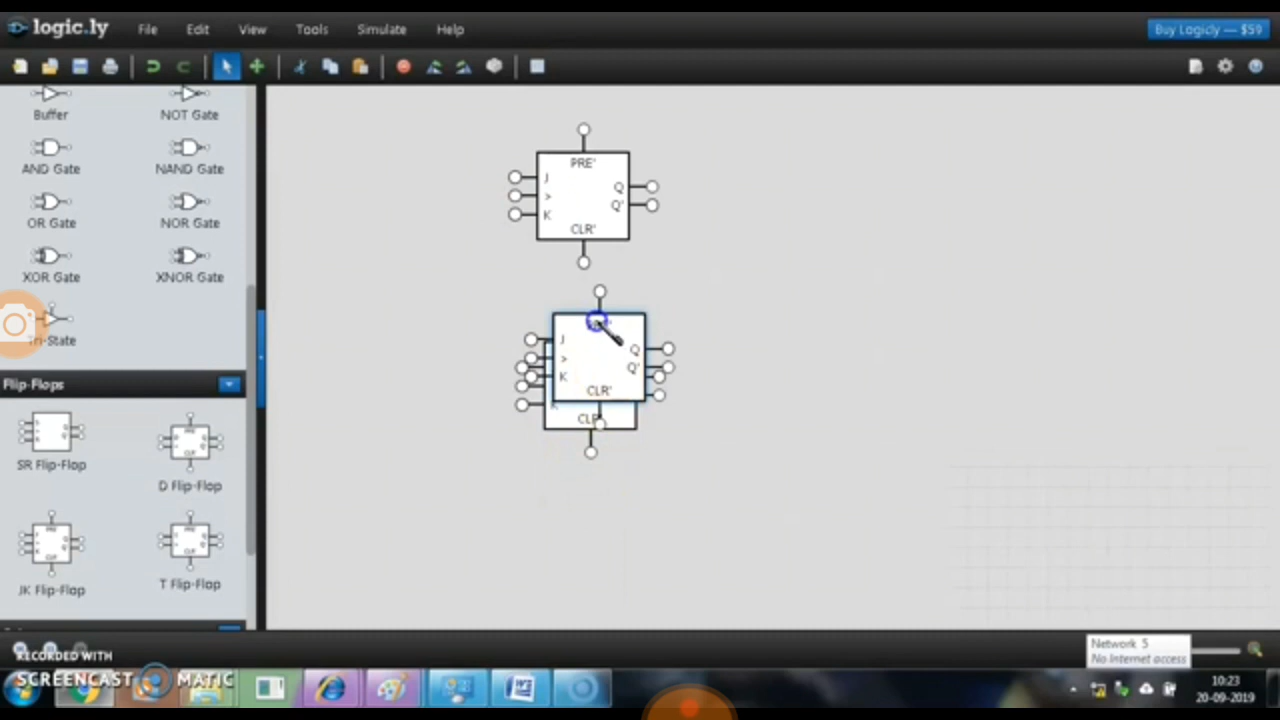 logic.ly File Edit View Tools Simulate Help Buy Logicly — $59
Buffer NOT Gate
AND Gate NAND Gate
OR Gate NOR Gate
XOR Gate XNOR Gate
Tri-State
Flip-Flops
SR Flip-Flop D Flip-Flop
JK Flip-Flop T Flip-Flop
PRE'
J
Q
>
Q'
K
CLR'
J
Q
>
Q'
K
CLR'
K
Network 5
No Internet access
RECORDED WITH
SCREENCAST MATIC
10:23
20-09-2019